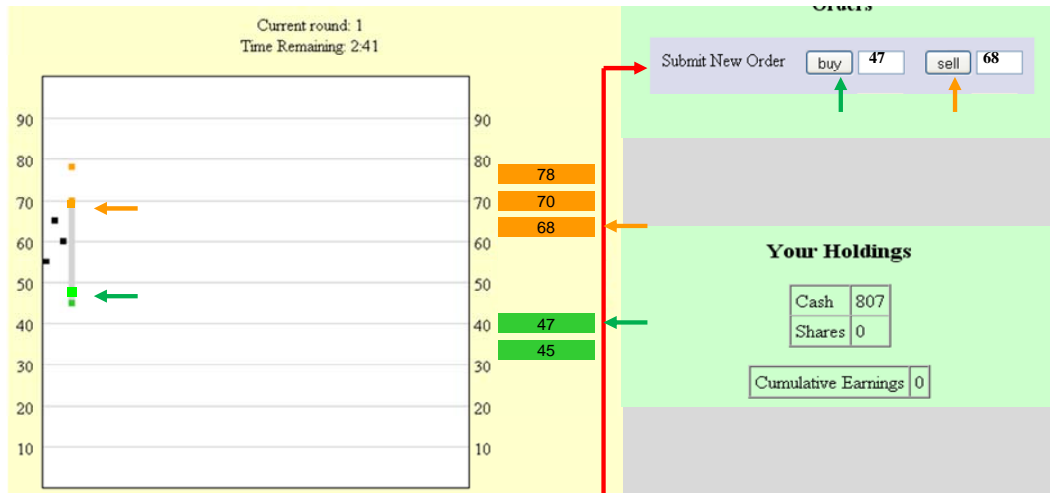 Current round: 1
Time Remaining: 2:41
90
80
70
60
50
40
30
20
10
90
80
70
60
50
40
30
20
10
78
70
68
47
45
Orders
Submit New Order buy 47 sell 68
Your Holdings
Cash 807
Shares 0
Cumulative Earnings 0